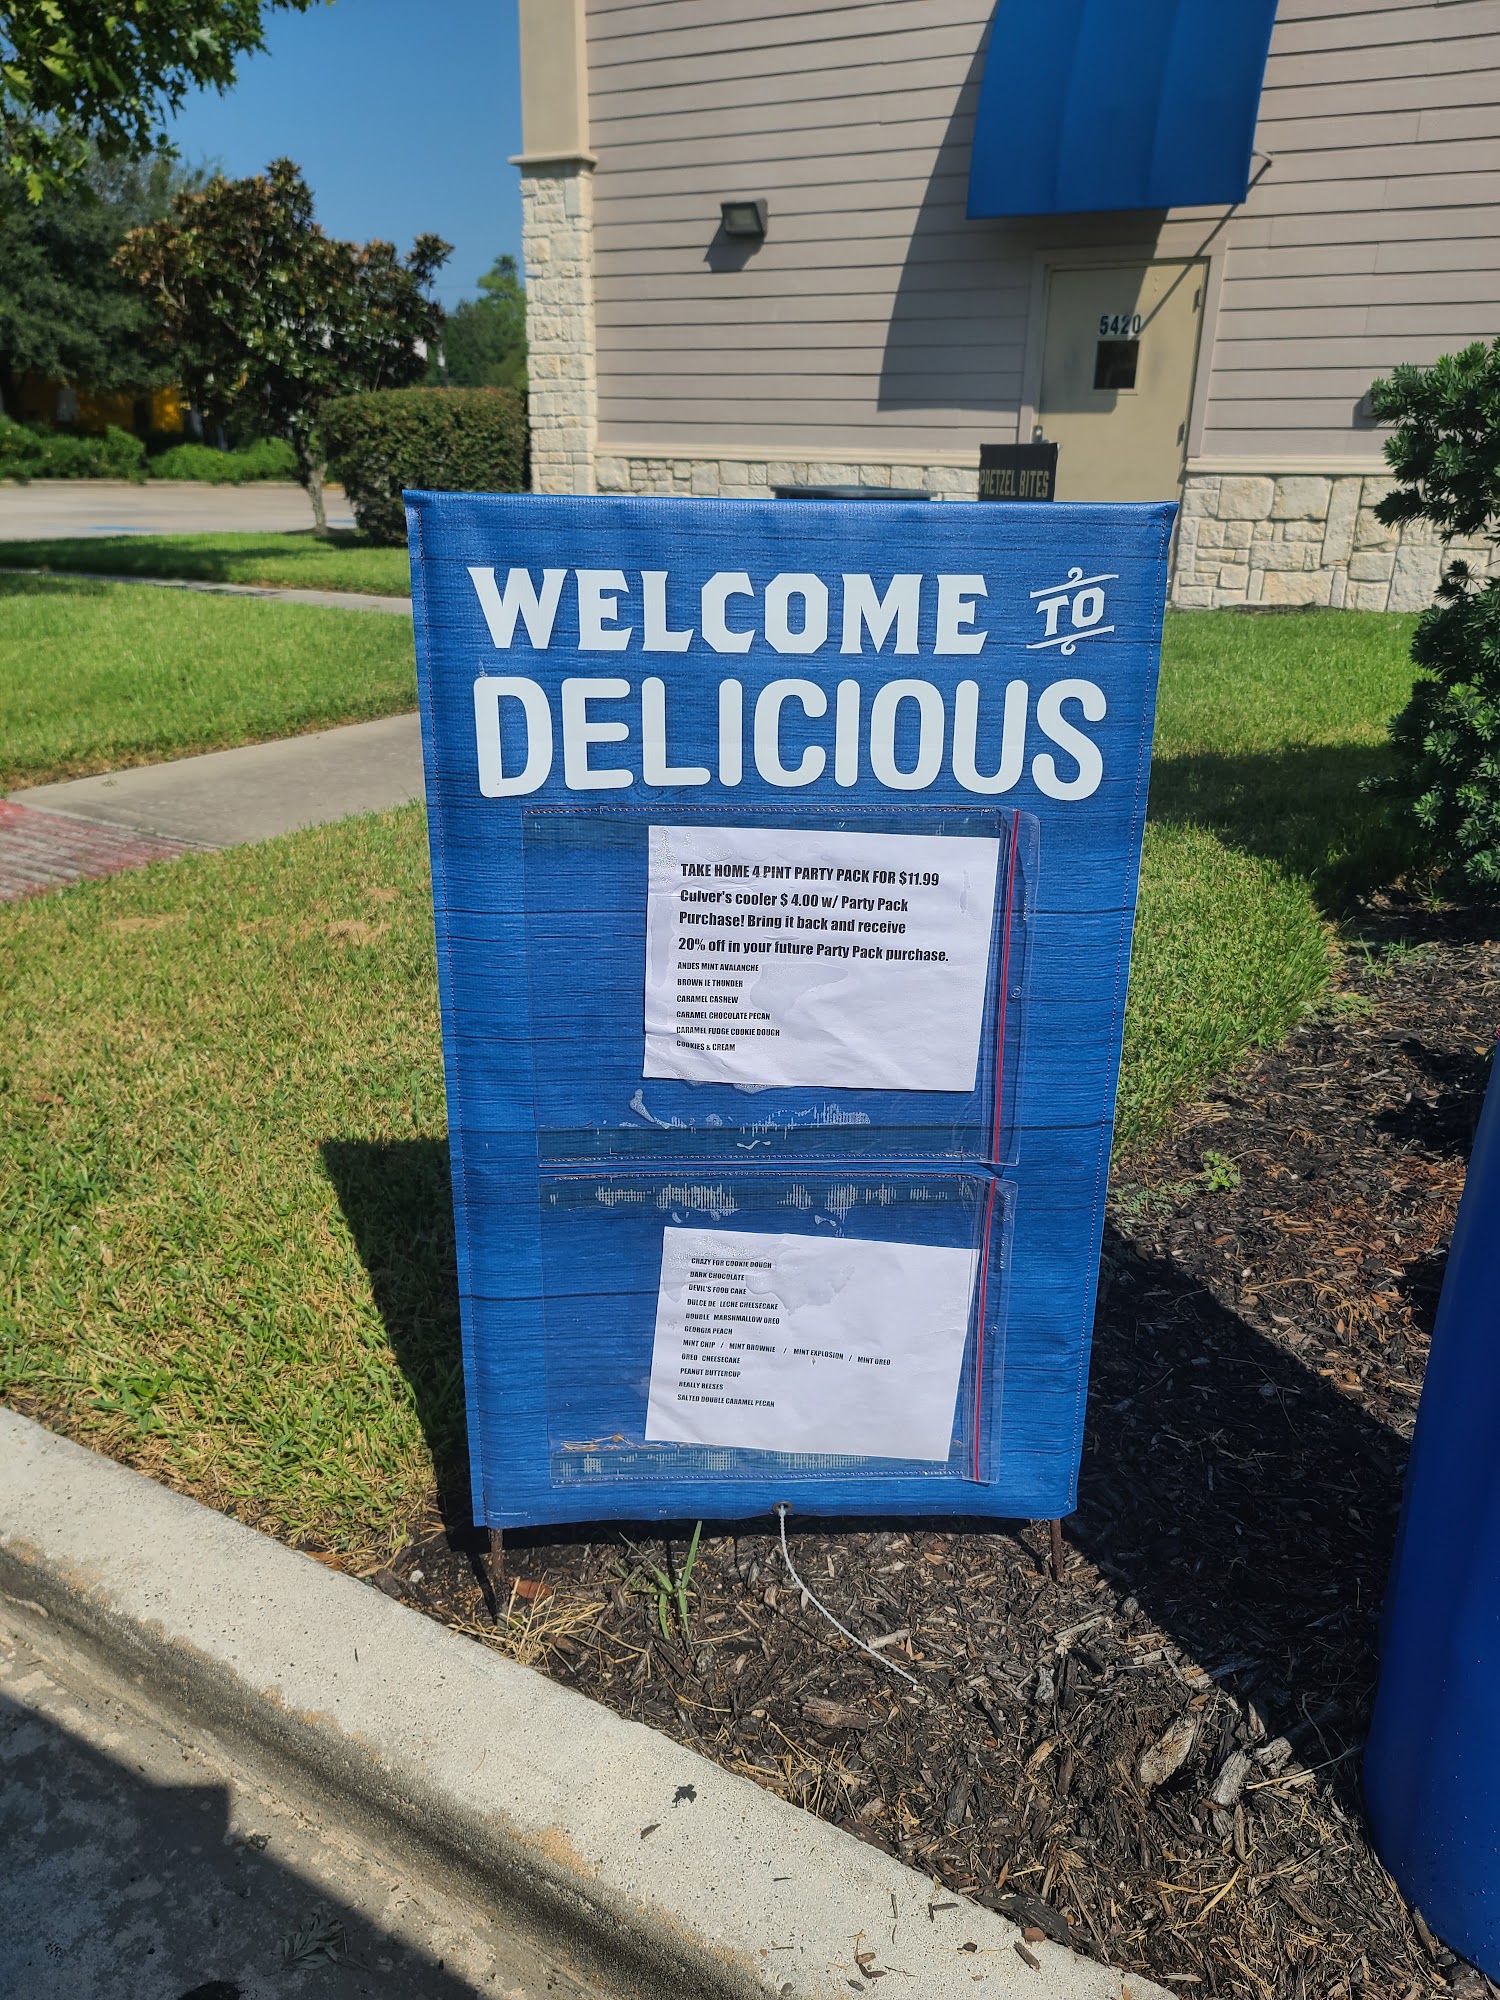 5420
PRETZEL BITES
WELCOME TO
DELICIOUS
TAKE HOME 4 PINT PARTY PACK FOR $11.99
Culver's cooler $ 4.00 w/ Party Pack
Purchase! Bring it back and receive
20% off in your future Party Pack purchase.
ANDES MINT AVALANCHE
BROWN IE THUNDER
CARAMEL CASHEW
CARAMEL CHOCOLATE PECAN
CARAMEL FUDGE COOKIE DOUGH
COOKIES & CREAM
CRAZY FOR COOKIE DOUGH
DARK CHOCOLATE
DEVIL'S FOOD CAKE
DULCE DE LECHE CHEESECAKE
DOUBLE MARSHMALLOW OREO
GEORGIA PEACH
MINT CHIP / MINT BROWNIE / MINT EXPLOSION / MINT OREO
OREO CHEESECAKE
PEANUT BUTTERCUP
REALLY REESES
SALTED DOUBLE CARAMEL PECAN